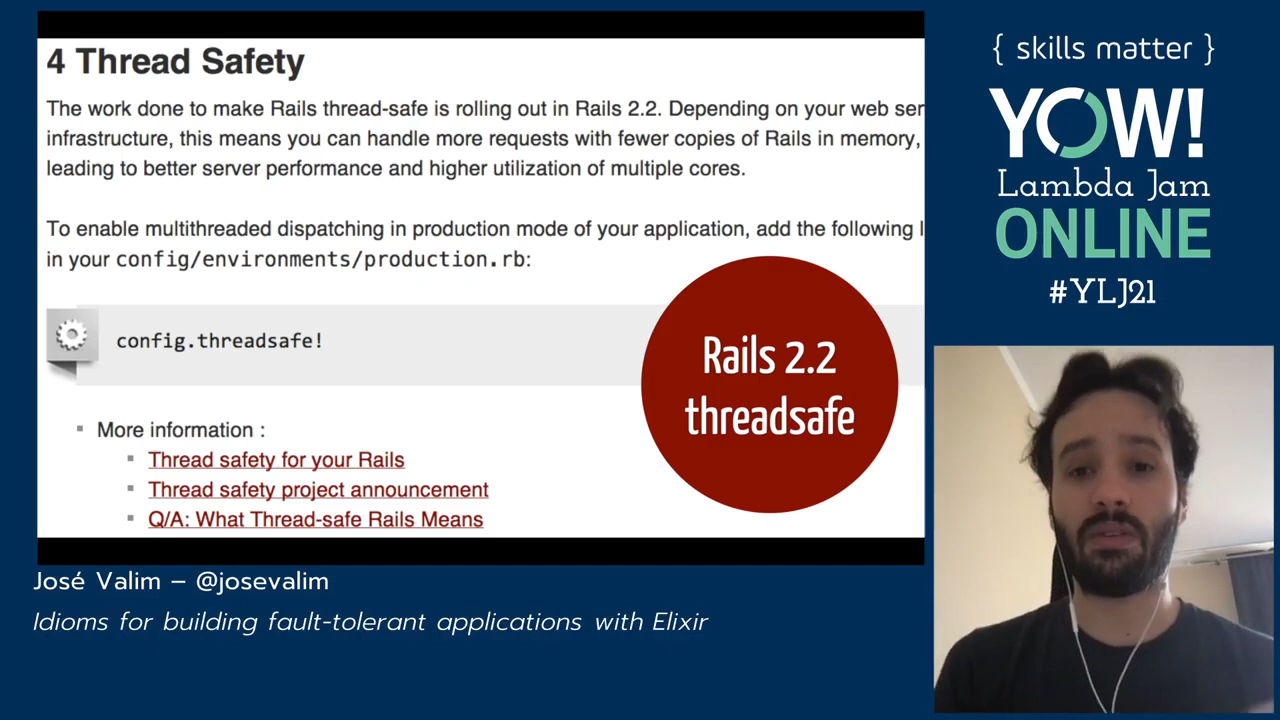 4 Thread Safety
The work done to make Rails thread-safe is rolling out in Rails 2.2. Depending on your web ser
infrastructure, this means you can handle more requests with fewer copies of Rails in memory,
leading to better server performance and higher utilization of multiple cores.
To enable multithreaded dispatching in production mode of your application, add the following l
in your config/environments/production.rb:
config.threadsafe!
Rails 2.2
threadsafe
More information :
Thread safety for your Rails
Thread safety project announcement
Q/A: What Thread-safe Rails Means
José Valim – @josevalim
Idioms for building fault-tolerant applications with Elixir
{ skills matter }
YOW!
Lambda Jam
ONLINE
#YLJ21